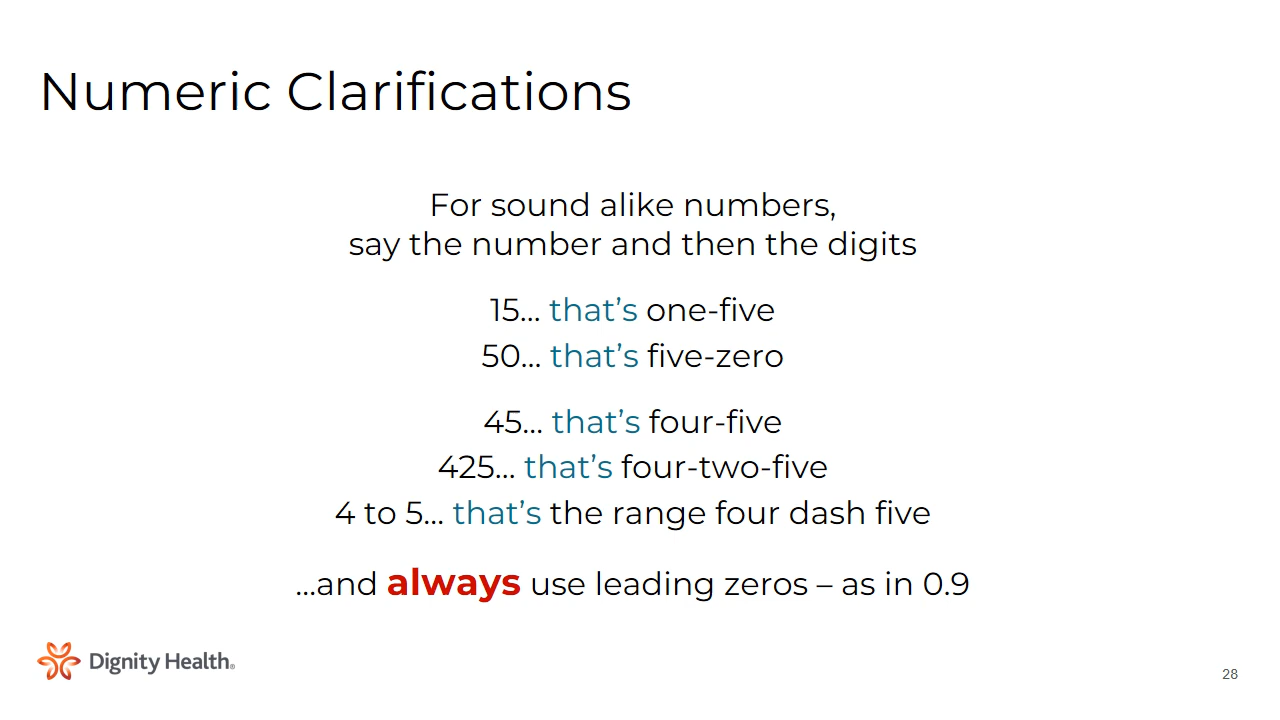 Numeric Clarifications
For sound alike numbers,
say the number and then the digits
15... that’s one-five
50... that’s five-zero
45... that’s four-five
425... that’s four-two-five
4 to 5... that’s the range four dash five
...and always use leading zeros – as in 0.9
Dignity Health®
28